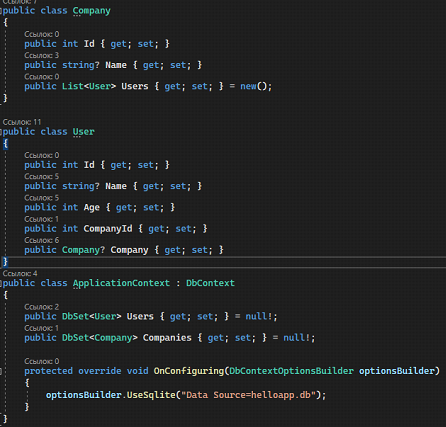 Ссылок: 7
public class Company
{
Ссылок: 0
public int Id { get; set; }
Ссылок: 3
public string? Name { get; set; }
Ссылок: 0
public List<User> Users { get; set; } = new();
}
Ссылок: 11
public class User
{
Ссылок: 0
public int Id { get; set; }
Ссылок: 5
public string? Name { get; set; }
Ссылок: 5
public int Age { get; set; }
Ссылок: 1
public int CompanyId { get; set; }
Ссылок: 6
public Company? Company { get; set; }
}
Ссылок: 4
public class ApplicationContext : DbContext
{
Ссылок: 2
public DbSet<User> Users { get; set; } = null!;
Ссылок: 1
public DbSet<Company> Companies { get; set; } = null!;
Ссылок: 0
protected override void OnConfiguring(DbContextOptionsBuilder optionsBuilder)
{
optionsBuilder.UseSqlite("Data Source=helloapp.db");
}
}